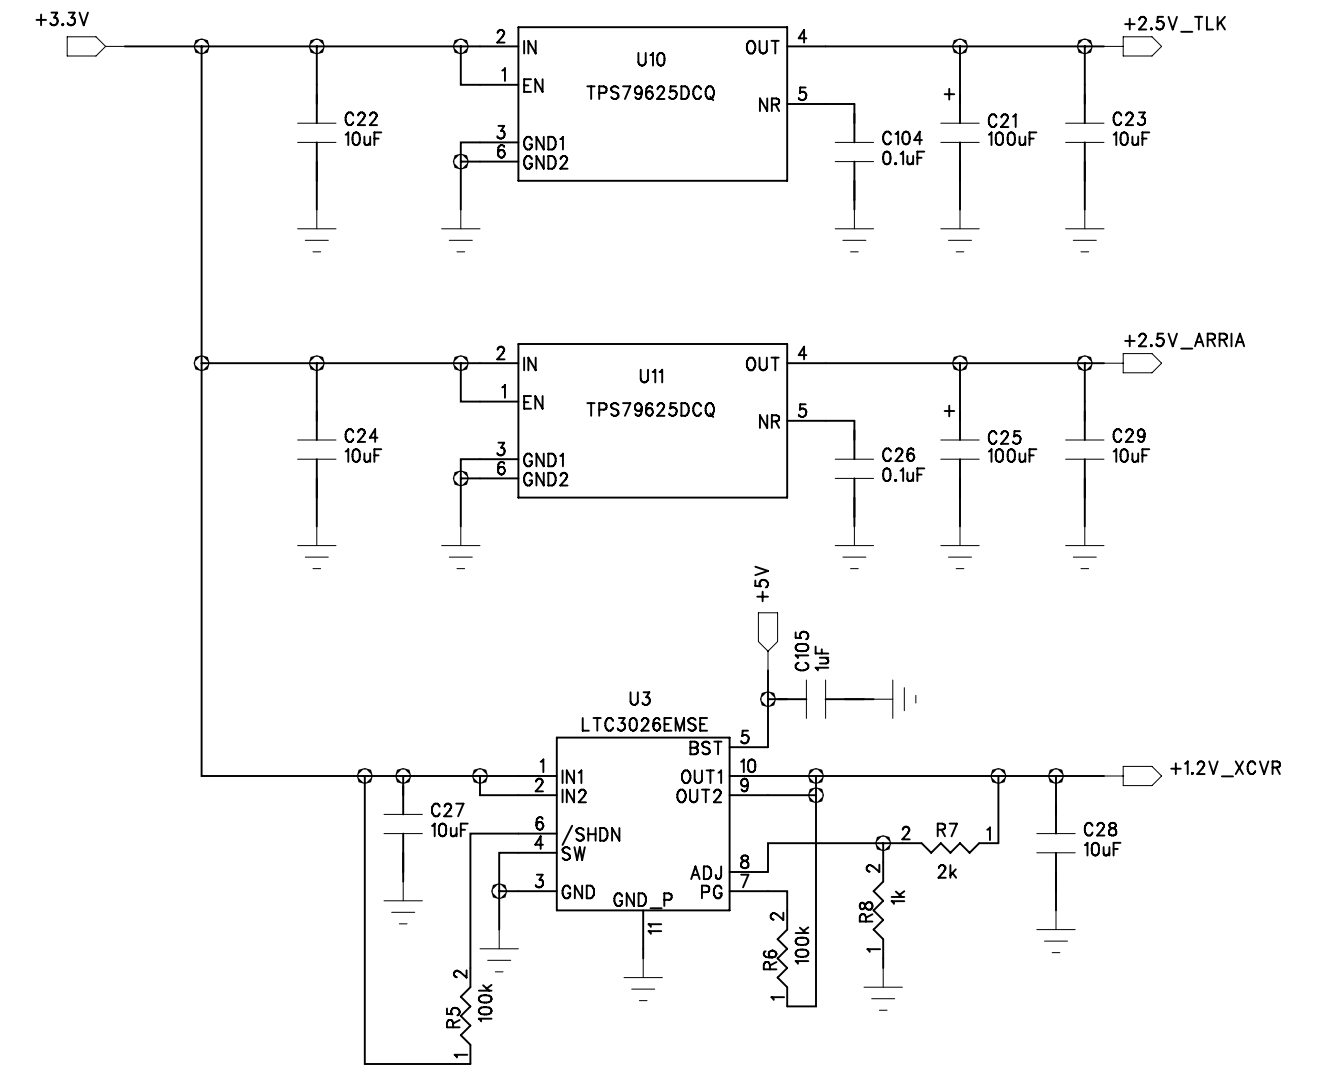 +3.3V
+2.5V_TLK
2 IN
U10
TPS79625DCQ
OUT 4
1 EN
NR 5
3 GND1
6 GND2
C22
10uF
C104
0.1uF
+
C21
100uF
C23
10uF
+2.5V_ARRIA
2 IN
U11
TPS79625DCQ
OUT 4
1 EN
NR 5
3 GND1
6 GND2
C24
10uF
C26
0.1uF
+
C25
100uF
C29
10uF
+5V
C105
1uF
U3
LTC3026EMSE
BST 5
1 IN1
OUT1 10
2 IN2
OUT2 9
+1.2V_XCVR
C27
10uF
6 /SHDN
4 SW
3 GND
GND_P
11
ADJ 8
PG 7
2 R7 1
2k
C28
10uF
2
R8
1k
1
2
R6
100k
1
2
R5
100k
1